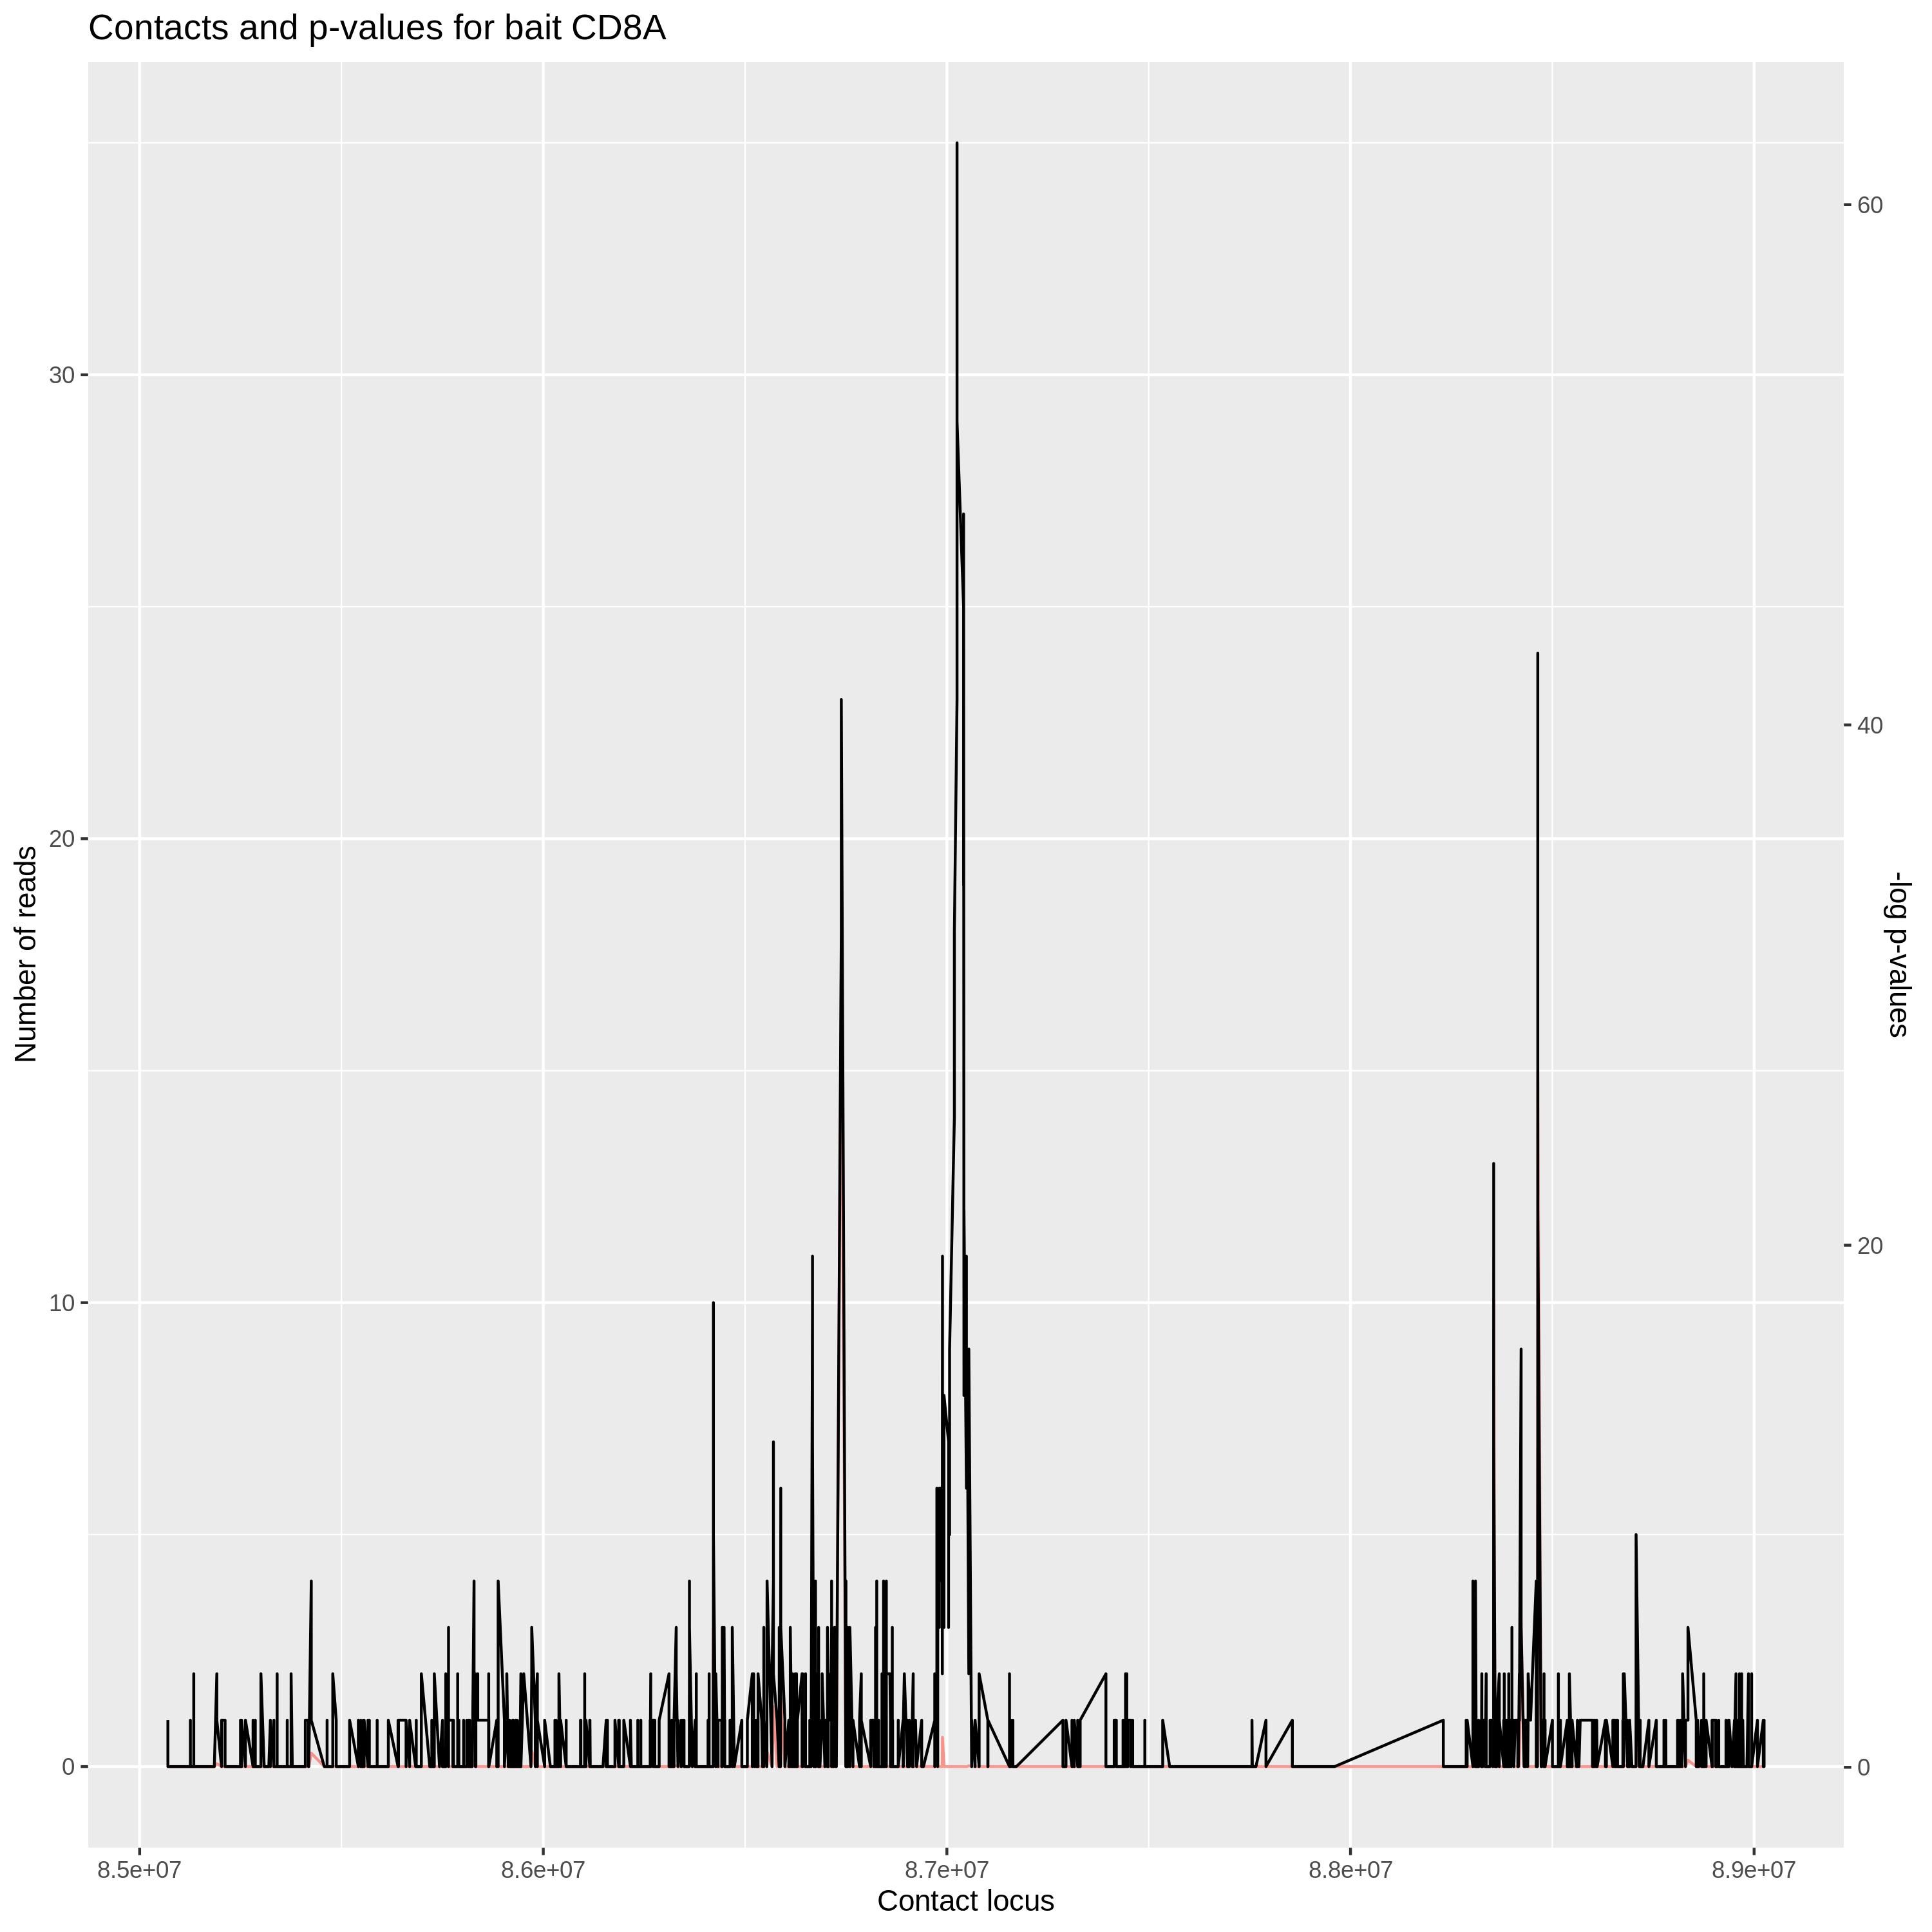 Contacts and p-values for bait CD8A
Number of reads
30
20
10
0
60
40
20
0
-log p-values
8.5e+07
8.6e+07
8.7e+07
8.8e+07
8.9e+07
Contact locus